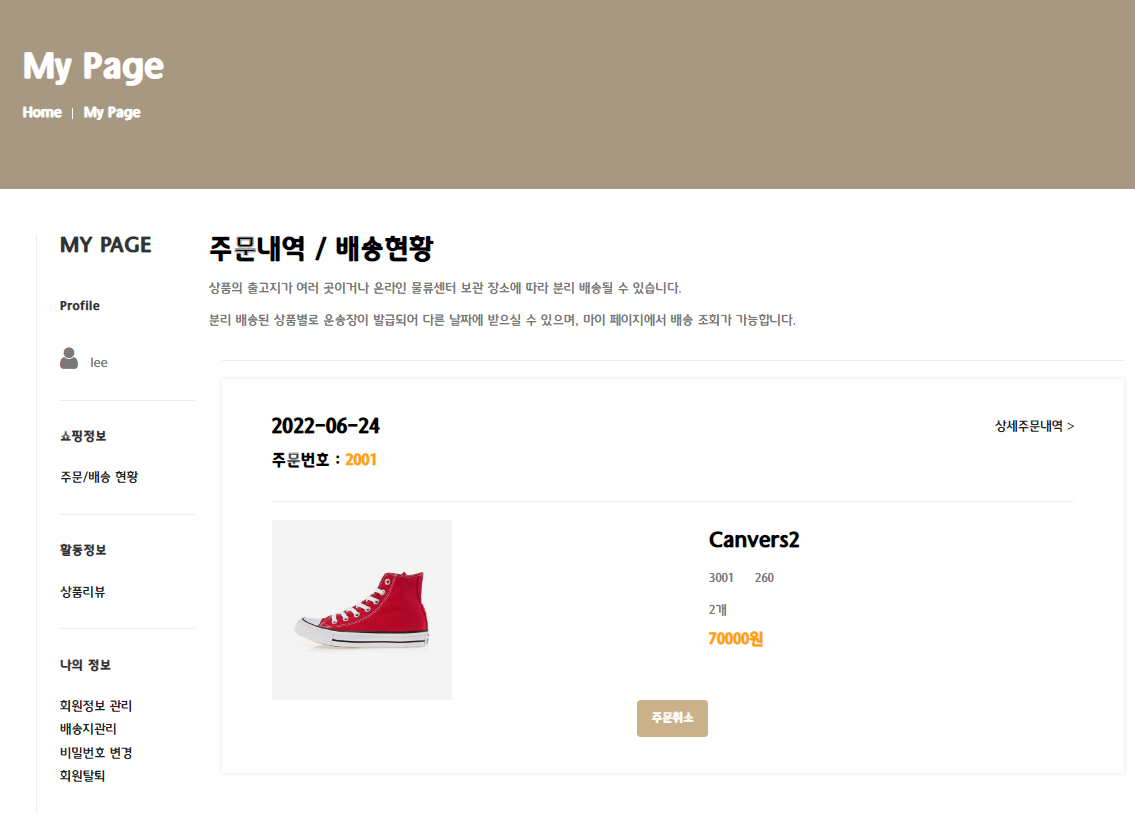 My Page
Home | My Page
MY PAGE
Profile
lee
쇼핑정보
주문/배송 현황
활동정보
상품리뷰
나의 정보
회원정보 관리
배송지관리
비밀번호 변경
회원탈퇴
주문내역 / 배송현황
상품의 출고지가 여러 곳이거나 온라인 물류센터 보관 장소에 따라 분리 배송될 수 있습니다.
분리 배송된 상품별로 운송장이 발급되어 다른 날짜에 받으실 수 있으며, 마이 페이지에서 배송 조회가 가능합니다.
2022-06-24
상세주문내역 >
주문번호 : 2001
Canvers2
3001 260
2개
70000원
주문취소